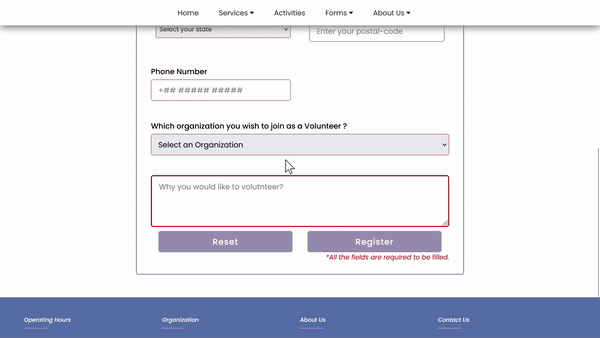 Home Services Activities Forms About Us
Select your state Enter your postal-code
Phone Number
+## ##### #####
Which organization you wish to join as a Volunteer ?
Select an Organization
Why you would like to volutnteer?
Reset Register
*All the fields are required to be filled.
Operating Hours Organization About Us Contact Us